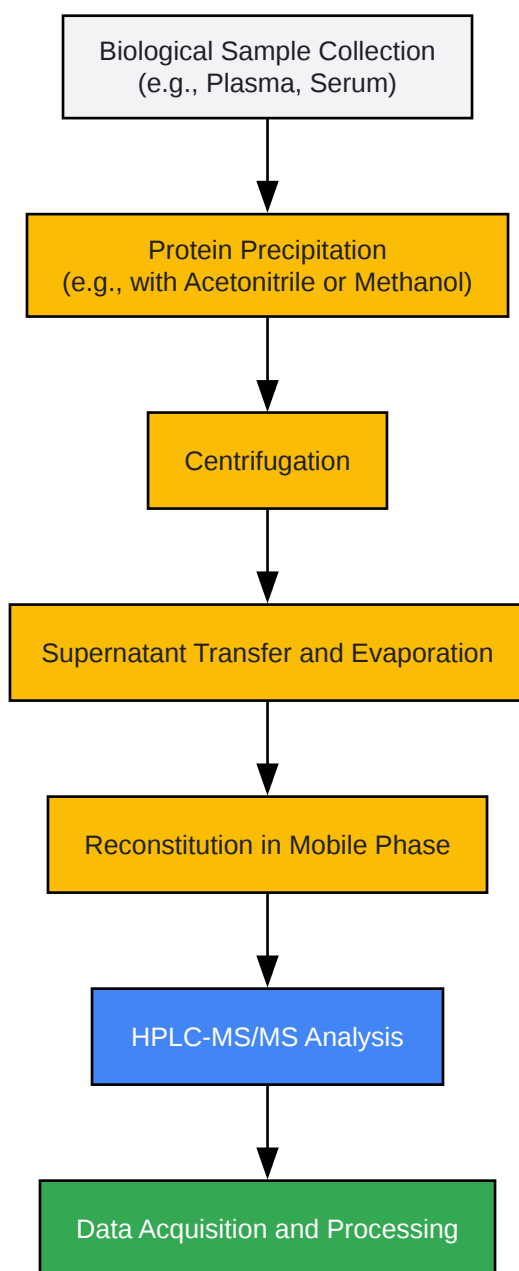 Biological Sample Collection
(e.g., Plasma, Serum)
Protein Precipitation
(e.g., with Acetonitrile or Methanol)
Centrifugation
Supernatant Transfer and Evaporation
Reconstitution in Mobile Phase
HPLC-MS/MS Analysis
Data Acquisition and Processing